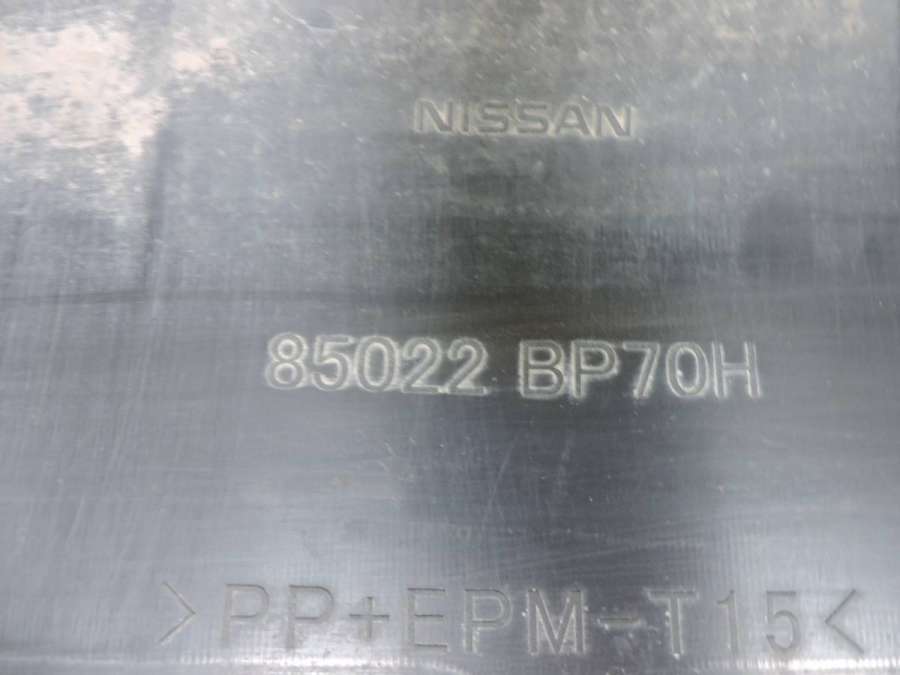 NISSAN
85022 BP70H
>PP+EPM-T15<